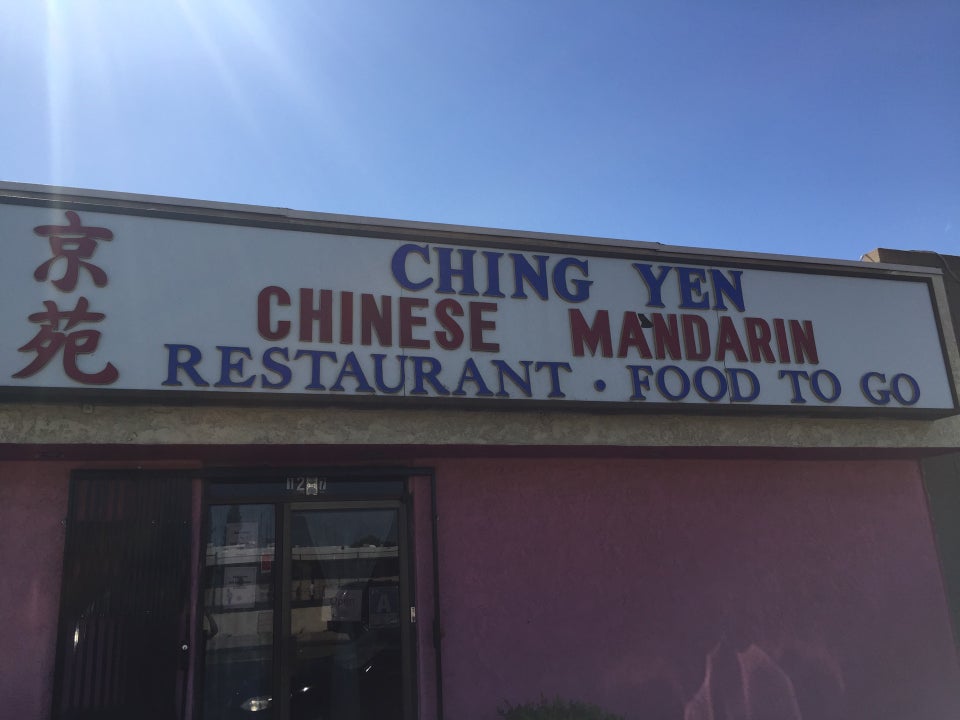 京苑
CHING YEN
CHINESE MANDARIN
RESTAURANT • FOOD TO GO
A